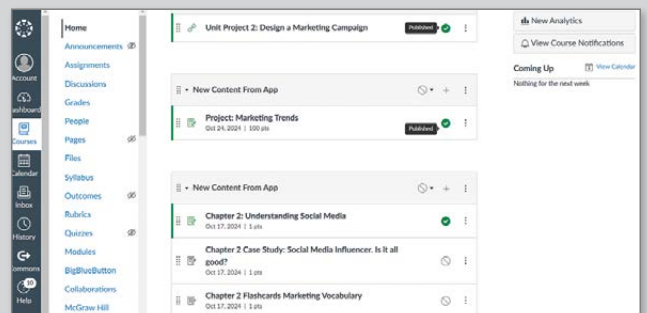 Account
Dashboard
Courses
Calendar
Inbox
History
Commons
10
Help
Home
Announcements
Assignments
Discussions
Grades
People
Pages
Files
Syllabus
Outcomes
Rubrics
Quizzes
Modules
BigBlueButton
Collaborations
McGraw Hill
Unit Project 2: Design a Marketing Campaign
Published
New Content From App
Project: Marketing Trends
Oct 24, 2024 | 100 pts
Published
New Content From App
Chapter 2: Understanding Social Media
Oct 17, 2024 | 1 pts
Chapter 2 Case Study: Social Media Influencer. Is it all
good?
Oct 17, 2024 | 1 pts
Chapter 2 Flashcards Marketing Vocabulary
Oct 17, 2024 | 1 pts
New Analytics
View Course Notifications
Coming Up
View Calendar
Nothing for the next week